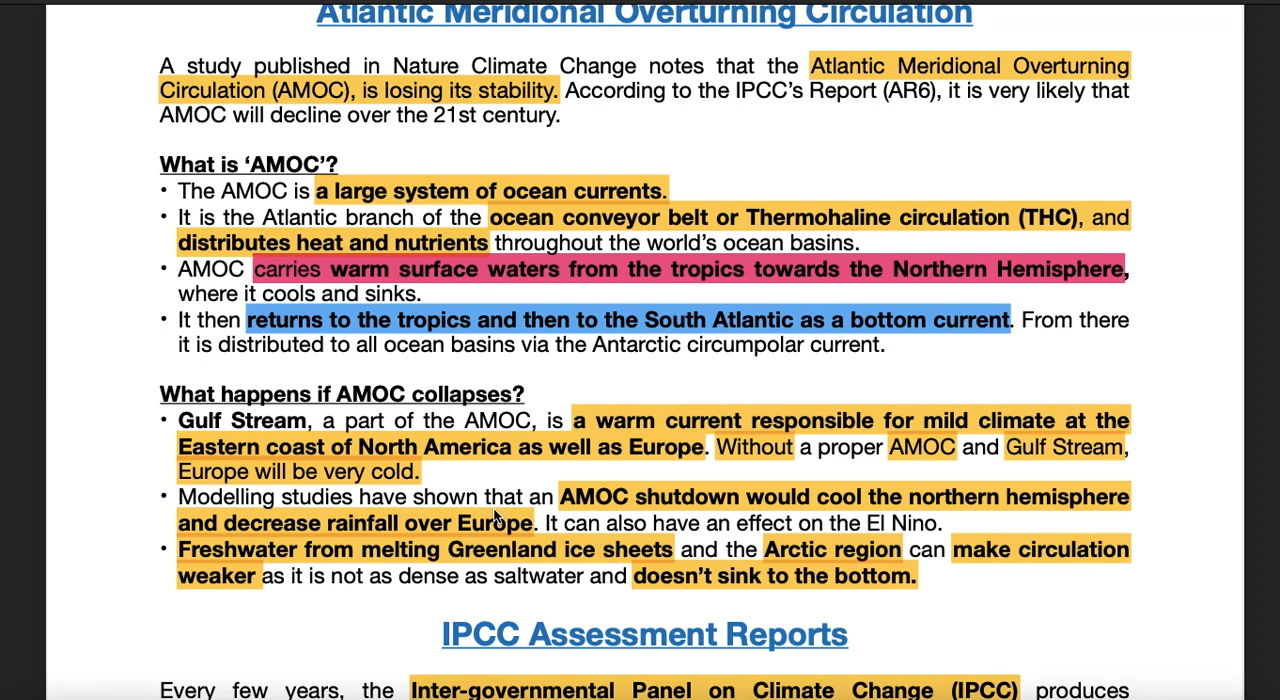 Atlantic Meridional Overturning Circulation
A study published in Nature Climate Change notes that the Atlantic Meridional Overturning
Circulation (AMOC), is losing its stability. According to the IPCC’s Report (AR6), it is very likely that
AMOC will decline over the 21st century.
What is ‘AMOC’?
• The AMOC is a large system of ocean currents.
• It is the Atlantic branch of the ocean conveyor belt or Thermohaline circulation (THC), and
distributes heat and nutrients throughout the world’s ocean basins.
• AMOC carries warm surface waters from the tropics towards the Northern Hemisphere,
where it cools and sinks.
• It then returns to the tropics and then to the South Atlantic as a bottom current. From there
it is distributed to all ocean basins via the Antarctic circumpolar current.
What happens if AMOC collapses?
• Gulf Stream, a part of the AMOC, is a warm current responsible for mild climate at the
Eastern coast of North America as well as Europe. Without a proper AMOC and Gulf Stream,
Europe will be very cold.
• Modelling studies have shown that an AMOC shutdown would cool the northern hemisphere
and decrease rainfall over Europe. It can also have an effect on the El Nino.
• Freshwater from melting Greenland ice sheets and the Arctic region can make circulation
weaker as it is not as dense as saltwater and doesn’t sink to the bottom.
IPCC Assessment Reports
Every few years, the Inter-governmental Panel on Climate Change (IPCC) produces